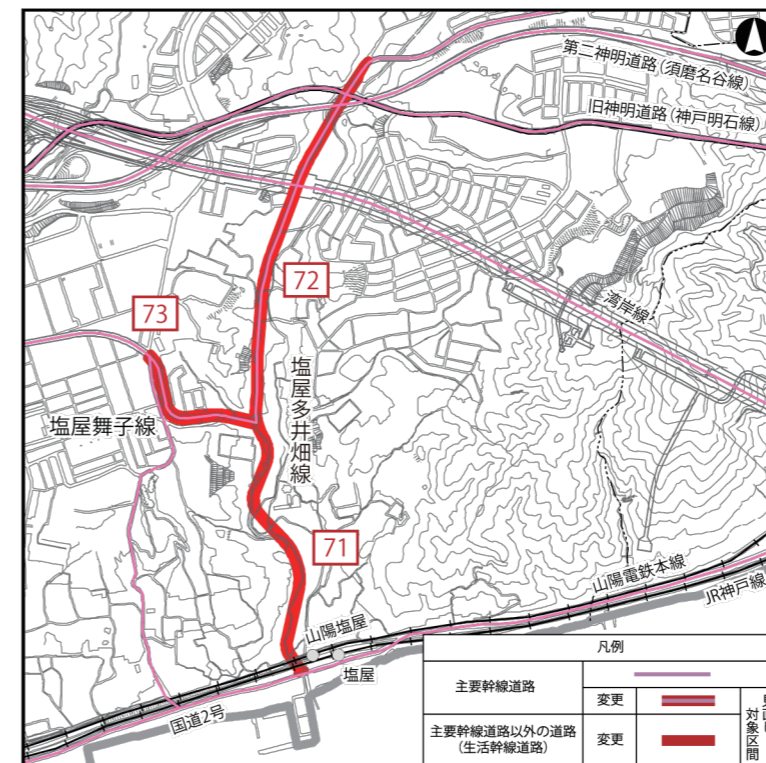 第二神明道路(須磨名谷線)
旧神明道路(神戸明石線)
72
湾岸線
73
塩屋多井畑線
塩屋舞子線
71
山陽電鉄本線
JR神戸線
山陽塩屋
塩屋
国道2号
凡例
主要幹線道路
変更
主要幹線道路以外の道路
(生活幹線道路)
変更
対象区間